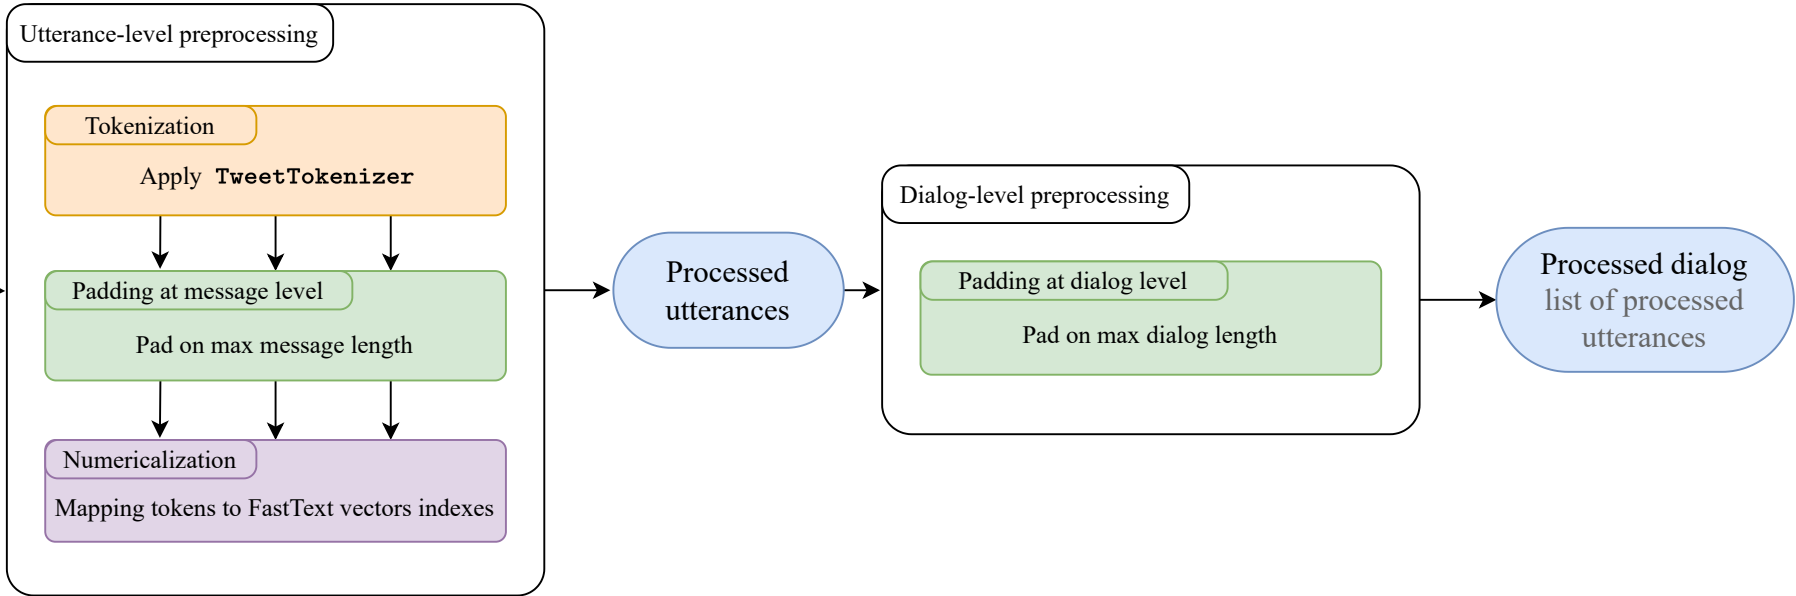 Utterance-level preprocessing
Tokenization
Apply TweetTokenizer
Padding at message level
Pad on max message length
Numericalization
Mapping tokens to FastText vectors indexes
Processed
utterances
Dialog-level preprocessing
Padding at dialog level
Pad on max dialog length
Processed dialog
list of processed
utterances